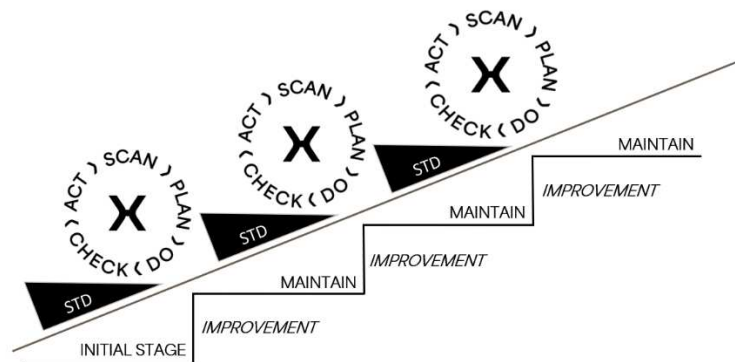 ACT ) SCAN ) PLAN ( DO ( CHECK
X
ACT ) SCAN ) PLAN ( DO ( CHECK
X
ACT ) SCAN ) PLAN ( DO ( CHECK
X
STD
MAINTAIN
IMPROVEMENT
STD
MAINTAIN
IMPROVEMENT
STD
MAINTAIN
IMPROVEMENT
INITIAL STAGE